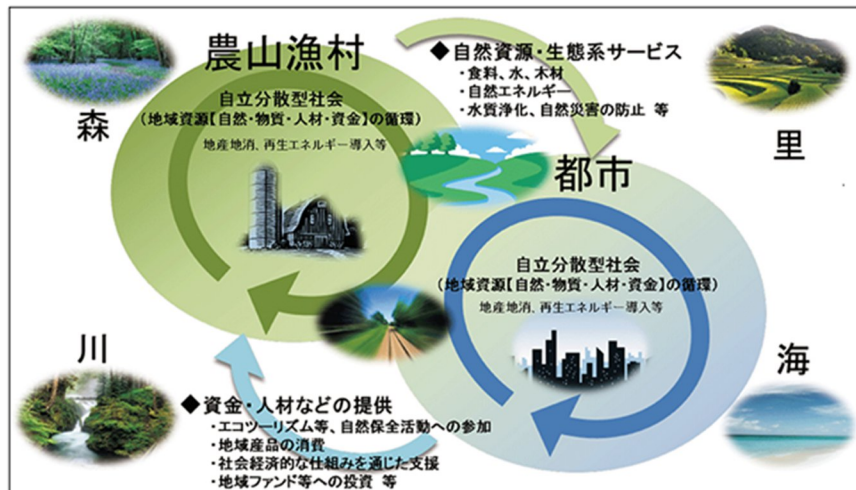 農山漁村
自立分散型社会
(地域資源【自然・物質・人材・資金】の循環)
地産地消、再生エネルギー導入等
◆自然資源・生態系サービス
・食料、水、木材
・自然エネルギー
・水質浄化、自然災害の防止 等
森
里
都市
自立分散型社会
(地域資源【自然・物質・人材・資金】の循環)
地産地消、再生エネルギー導入等
川
海
◆資金・人材などの提供
・エコツーリズム等、自然保全活動への参加
・地域産品の消費
・社会経済的な仕組みを通じた支援
・地域ファンド等への投資 等